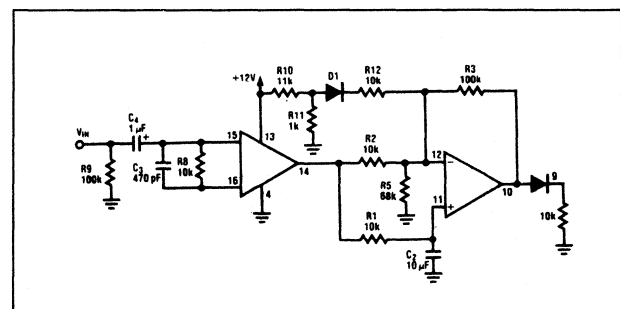 +12V
R10
11k
D1
R12
10k
R3
100k
R11
1k
C4
1 µF
+
VIN
15
13
R2
10k
12
−
9
R9
100k
C3
470 pF
R8
10k
16
4
14
R5
68k
11
+
10
10k
R1
10k
C2
10 µF